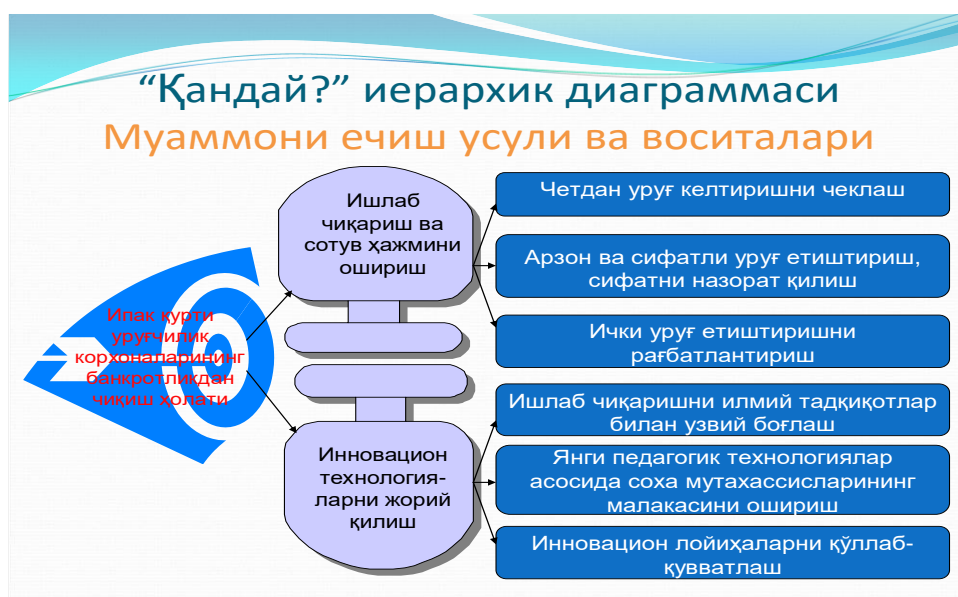 “Қандай?” иерархик диаграммаси
Муаммони ечиш усули ва воситалари
Ипак қурти
уруғчилик
корхоналарининг
банкротликдан
чиқиш ҳолати
Ишлаб
чиқариш ва
сотув ҳажмини
ошириш
Четдан уруғ келтиришни чеклаш
Арзон ва сифатли уруғ етиштириш,
сифатни назорат қилиш
Ички уруғ етиштиришни
рағбатлантириш
Инновацион
технология-
ларни жорий
қилиш
Ишлаб чиқаришни илмий тадқиқотлар
билан узвий боғлаш
Янги педагогик технологиялар
асосида соха мутахассисларининг
малакасини ошириш
Инновацион лойиҳаларни қўллаб-
қувватлаш